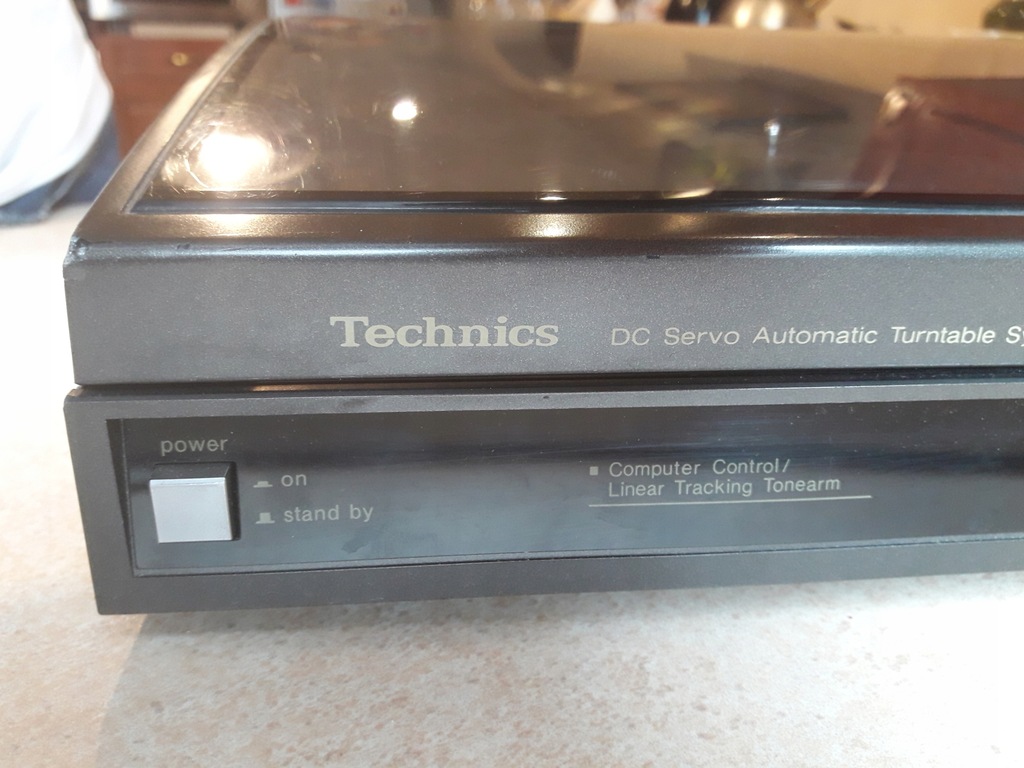 Technics DC Servo Automatic Turntable Sy
power
on
stand by
Computer Control/
Linear Tracking Tonearm